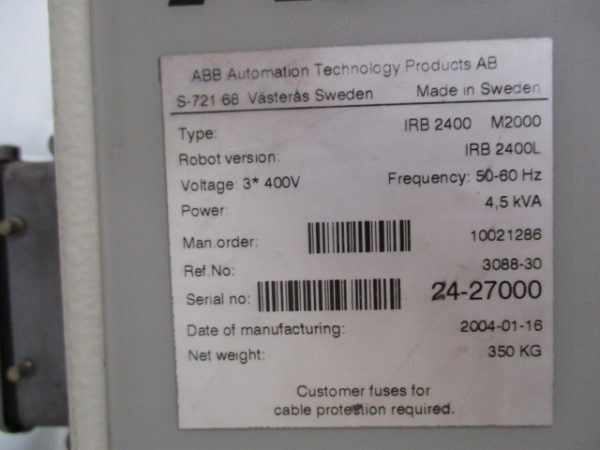 ABB Automation Technology Products AB
S-721 68 Västerås Sweden Made in Sweden
Type: IRB 2400 M2000
Robot version: IRB 2400L
Voltage: 3* 400V Frequency: 50-60 Hz
Power: 4,5 kVA
Man.order: 10021286
Ref.No: 3088-30
Serial no: 24-27000
Date of manufacturing: 2004-01-16
Net weight: 350 KG
Customer fuses for
cable protection required.